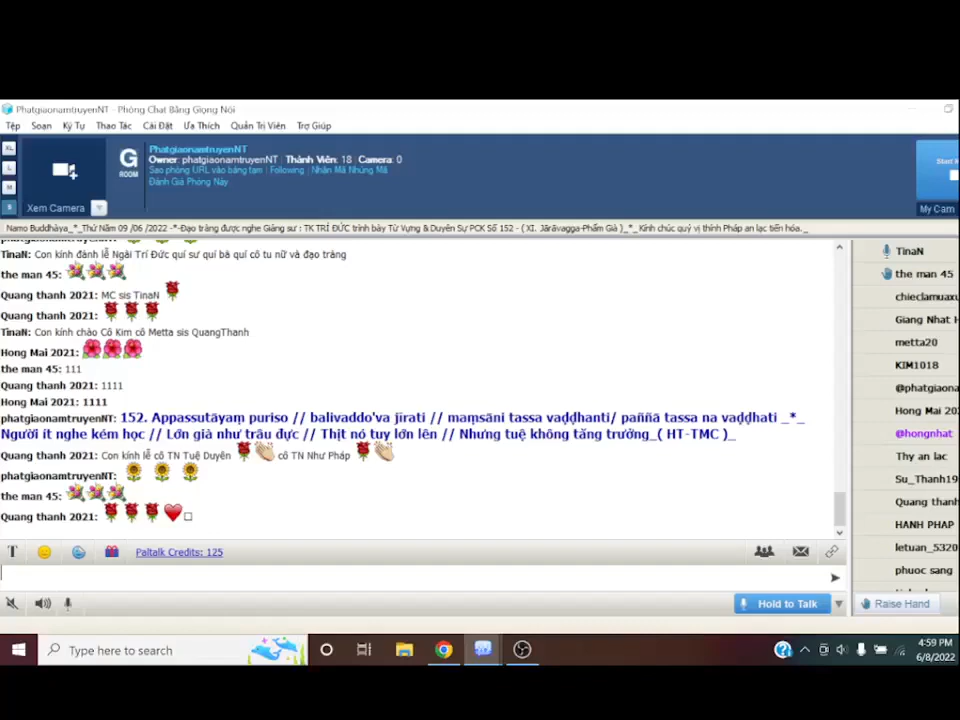 PhatgiaonamtruyenNT - Phòng Chat Bằng Giọng Nói
Tệp Soạn Ký Tự Thao Tác Cài Đặt Ưa Thích Quản Trị Viên Trợ Giúp
XL
L
M
S
Xem Camera
G
ROOM
PhatgiaonamtruyenNT
Owner: phatgiaonamtruyenNT | Thành Viên: 18 Camera: 0
Sao phòng URL vào bảng tạm | Following | Nhận Mã Nhúng Mã
Đánh Giá Phòng Này
Start
My Cam
Namo Buddhàya_*_Thứ Năm 09 /06 /2022 -*-Đạo tràng được nghe Giảng sư : TK TRÍ ĐỨC trình bày Từ Vựng & Duyên Sự PCK Số 152 - ( XI. Jārāvagga-Phẩm Già )_*_Kính chúc quý vị thính Pháp an lạc tiến hóa._
TinaN: Con kính đảnh lễ Ngài Trí Đức quí sư quí bà quí cô tu nữ và đạo tràng
the man 45:
Quang thanh 2021: MC sis TinaN
Quang thanh 2021:
TinaN: Con kính chào Cô Kim cô Metta sis QuangThanh
Hong Mai 2021:
the man 45: 111
Quang thanh 2021: 1111
Hong Mai 2021: 1111
phatgiaonamtruyenNT: 152. Appassutāyaṃ puriso // balivaddo'va jīrati // maṃsāni tassa vaḍḍhanti/ paññā tassa na vaḍḍhati _*_
Người ít nghe kém học // Lớn già như trâu đực // Thịt nó tuy lớn lên // Nhưng tuệ không tăng trưởng_( HT-TMC )_
Quang thanh 2021: Con kính lễ cô TN Tuệ Duyên cô TN Như Pháp
phatgiaonamtruyenNT:
the man 45:
Quang thanh 2021:
TinaN
the man 45
chieclamuaxu
Giang Nhat H
metta20
KIM1018
@phatgiaona
Hong Mai 202
@hongnhat
Thy an lac
Su_Thanh19
Quang thanh
HANH PHAP
letuan_5320
phuoc sang
T Paltalk Credits: 125
Hold to Talk
Raise Hand
Type here to search
4:59 PM
6/8/2022